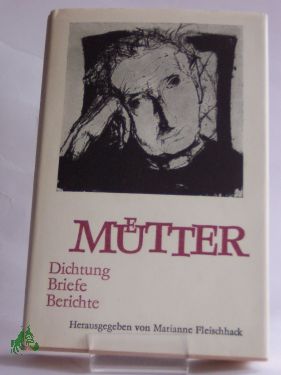 MÜTTER
Dichtung
Briefe
Berichte
Herausgegeben von Marianne Fleischhack